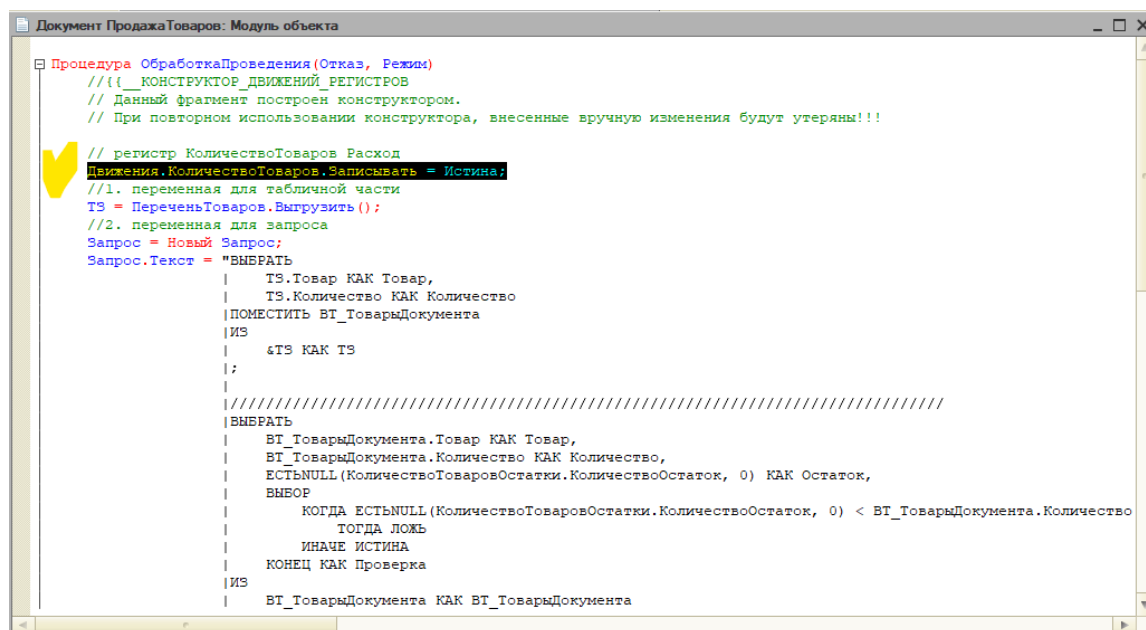 Документ ПродажаТоваров: Модуль объекта
Процедура ОбработкаПроведения(Отказ, Режим)
//{{__КОНСТРУКТОР_ДВИЖЕНИЙ_РЕГИСТРОВ
// Данный фрагмент построен конструктором.
// При повторном использовании конструктора, внесенные вручную изменения будут утеряны!!!
// регистр КоличествоТоваров Расход
Движения.КоличествоТоваров.Записывать = Истина;
//1. переменная для табличной части
ТЗ = ПереченьТоваров.Выгрузить();
//2. переменная для запроса
Запрос = Новый Запрос;
Запрос.Текст = "ВЫБРАТЬ
| ТЗ.Товар КАК Товар,
| ТЗ.Количество КАК Количество
|ПОМЕСТИТЬ ВТ_ТоварыДокумента
|ИЗ
| &ТЗ КАК ТЗ
|;
|
|////////////////////////////////////////////////////////////////////////////////
|ВЫБРАТЬ
| ВТ_ТоварыДокумента.Товар КАК Товар,
| ВТ_ТоварыДокумента.Количество КАК Количество,
| ЕСТЬNULL(КоличествоТоваровОстатки.КоличествоОстаток, 0) КАК Остаток,
| ВЫБОР
| КОГДА ЕСТЬNULL(КоличествоТоваровОстатки.КоличествоОстаток, 0) < ВТ_ТоварыДокумента.Количество
| ТОГДА ЛОЖЬ
| ИНАЧЕ ИСТИНА
| КОНЕЦ КАК Проверка
|ИЗ
| ВТ_ТоварыДокумента КАК ВТ_ТоварыДокумента